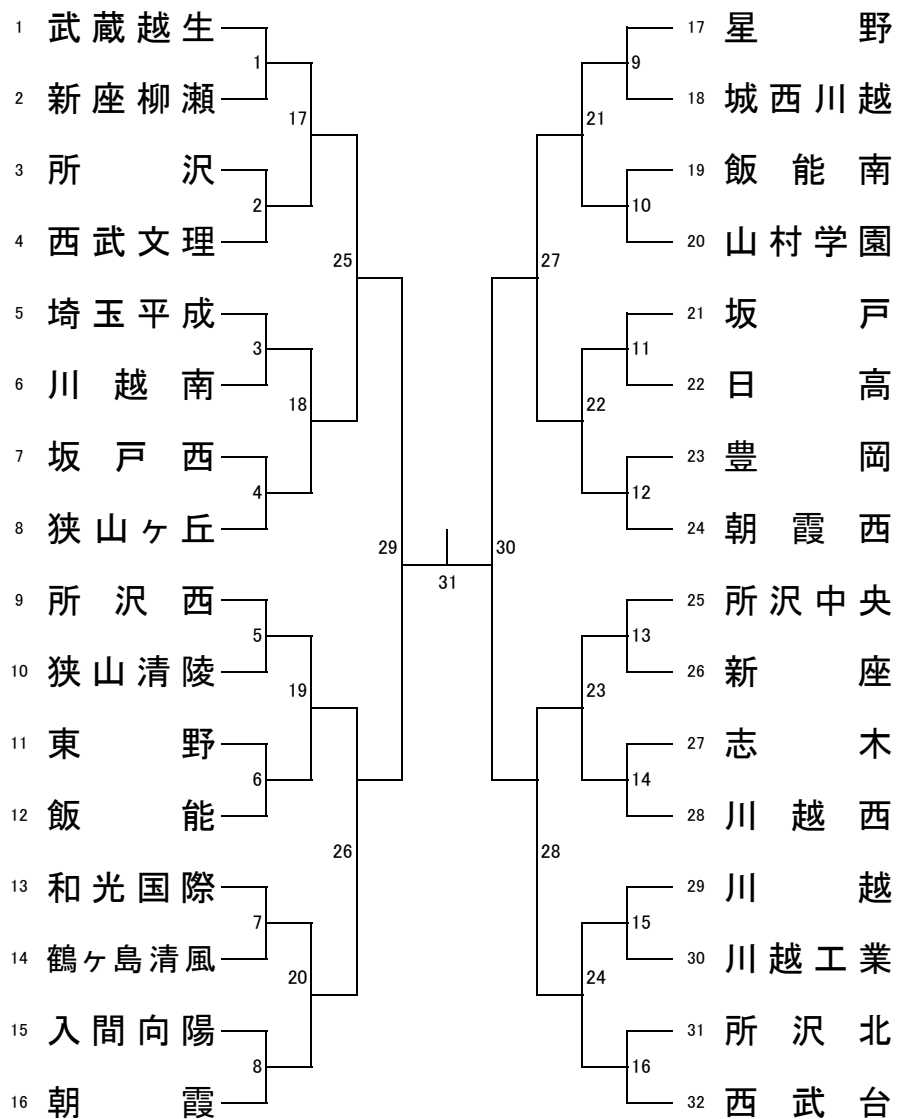 1 武蔵越生
2 新座柳瀬
3 所沢
4 西武文理
5 埼玉平成
6 川越南
7 坂戸西
8 狭山ヶ丘
9 所沢西
10 狭山清陵
11 東野
12 飯能
13 和光国際
14 鶴ヶ島清風
15 入間向陽
16 朝霞
1
2
3
4
5
6
7
8
17
18
19
20
25
26
29
31
30
27
28
21
22
23
24
9
10
11
12
13
14
15
16
17 星野
18 城西川越
19 飯能南
20 山村学園
21 坂戸
22 日高
23 豊岡
24 朝霞西
25 所沢中央
26 新座
27 志木
28 川越西
29 川越
30 川越工業
31 所沢北
32 西武台